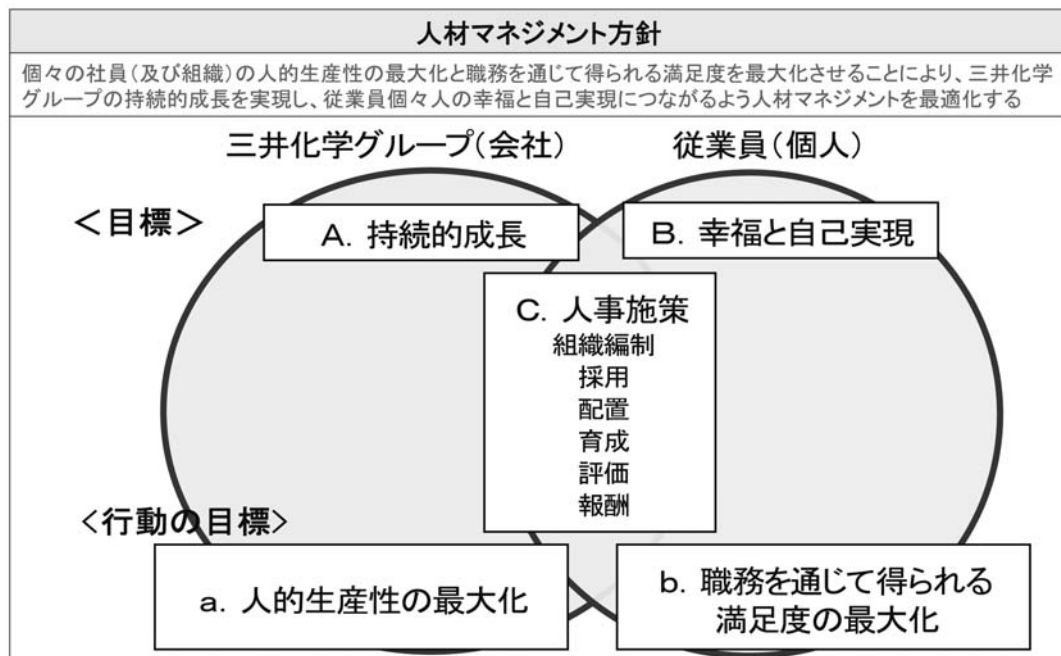 人材マネジメント方針
個々の社員(及び組織)の人的生産性の最大化と職務を通じて得られる満足度を最大化させることにより、三井化学
グループの持続的成長を実現し、従業員個々人の幸福と自己実現につながるよう人材マネジメントを最適化する
三井化学グループ(会社)
従業員(個人)
<目標>
A. 持続的成長
B. 幸福と自己実現
C. 人事施策
組織編制
採用
配置
育成
評価
報酬
<行動の目標>
a. 人的生産性の最大化
b. 職務を通じて得られる
満足度の最大化